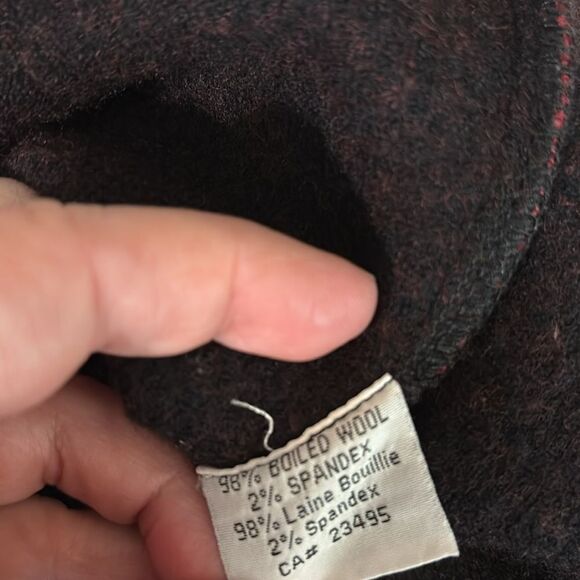 98% BOILED WOOL
2% SPANDEX
98% Laine Bouillie
2% Spandex
CA# 23495